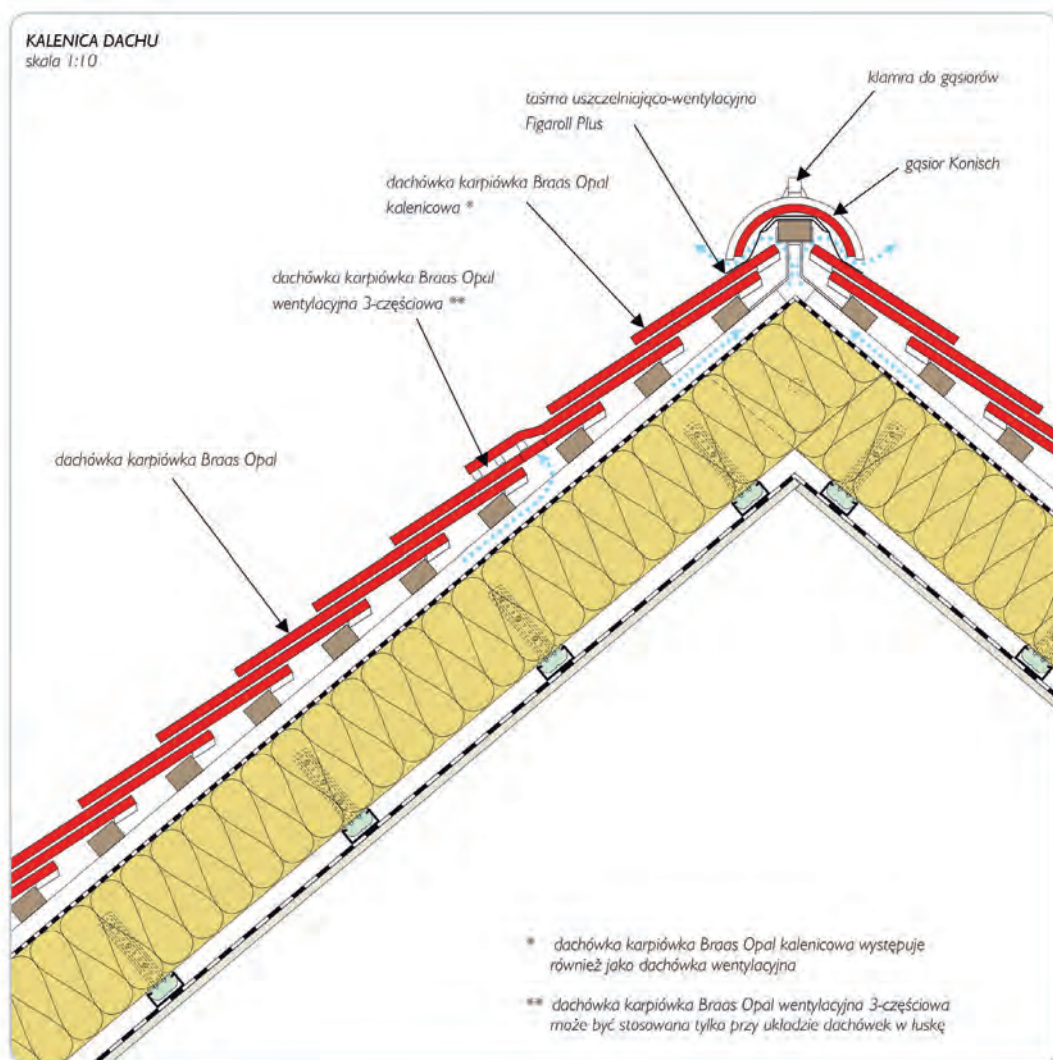 KALENICA DACHU
skala 1:10
klamra do gąsiorów
taśma uszczelniająco-wentylacyjna
Figaroll Plus
gąsior Konisch
dachówka karpiówka Braas Opal
kalenicowa *
dachówka karpiówka Braas Opal
wentylacyjna 3-częściowa **
dachówka karpiówka Braas Opal
* dachówka karpiówka Braas Opal kalenicowa występuje
również jako dachówka wentylacyjna
** dachówka karpiówka Braas Opal wentylacyjna 3-częściowa
może być stosowana tylko przy układzie dachówek w łuskę